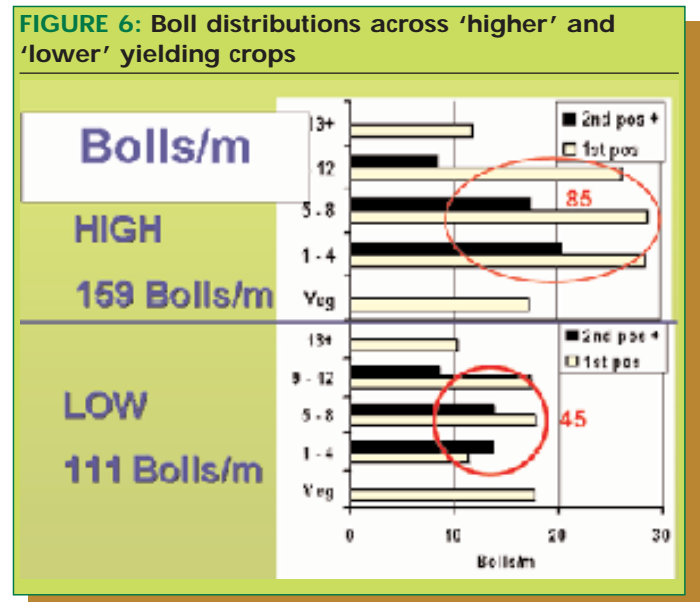 FIGURE 6: Boll distributions across ‘higher’ and
‘lower’ yielding crops
Bolls/m
HIGH
159 Bolls/m
13+
12
5 - 8
1 - 4
Veg
2nd pos +
1st pos
85
LOW
111 Bolls/m
13+
9 - 12
5 - 8
1 - 4
Veg
2nd pos +
1st pos
45
0 10 20 30
Bolls/m